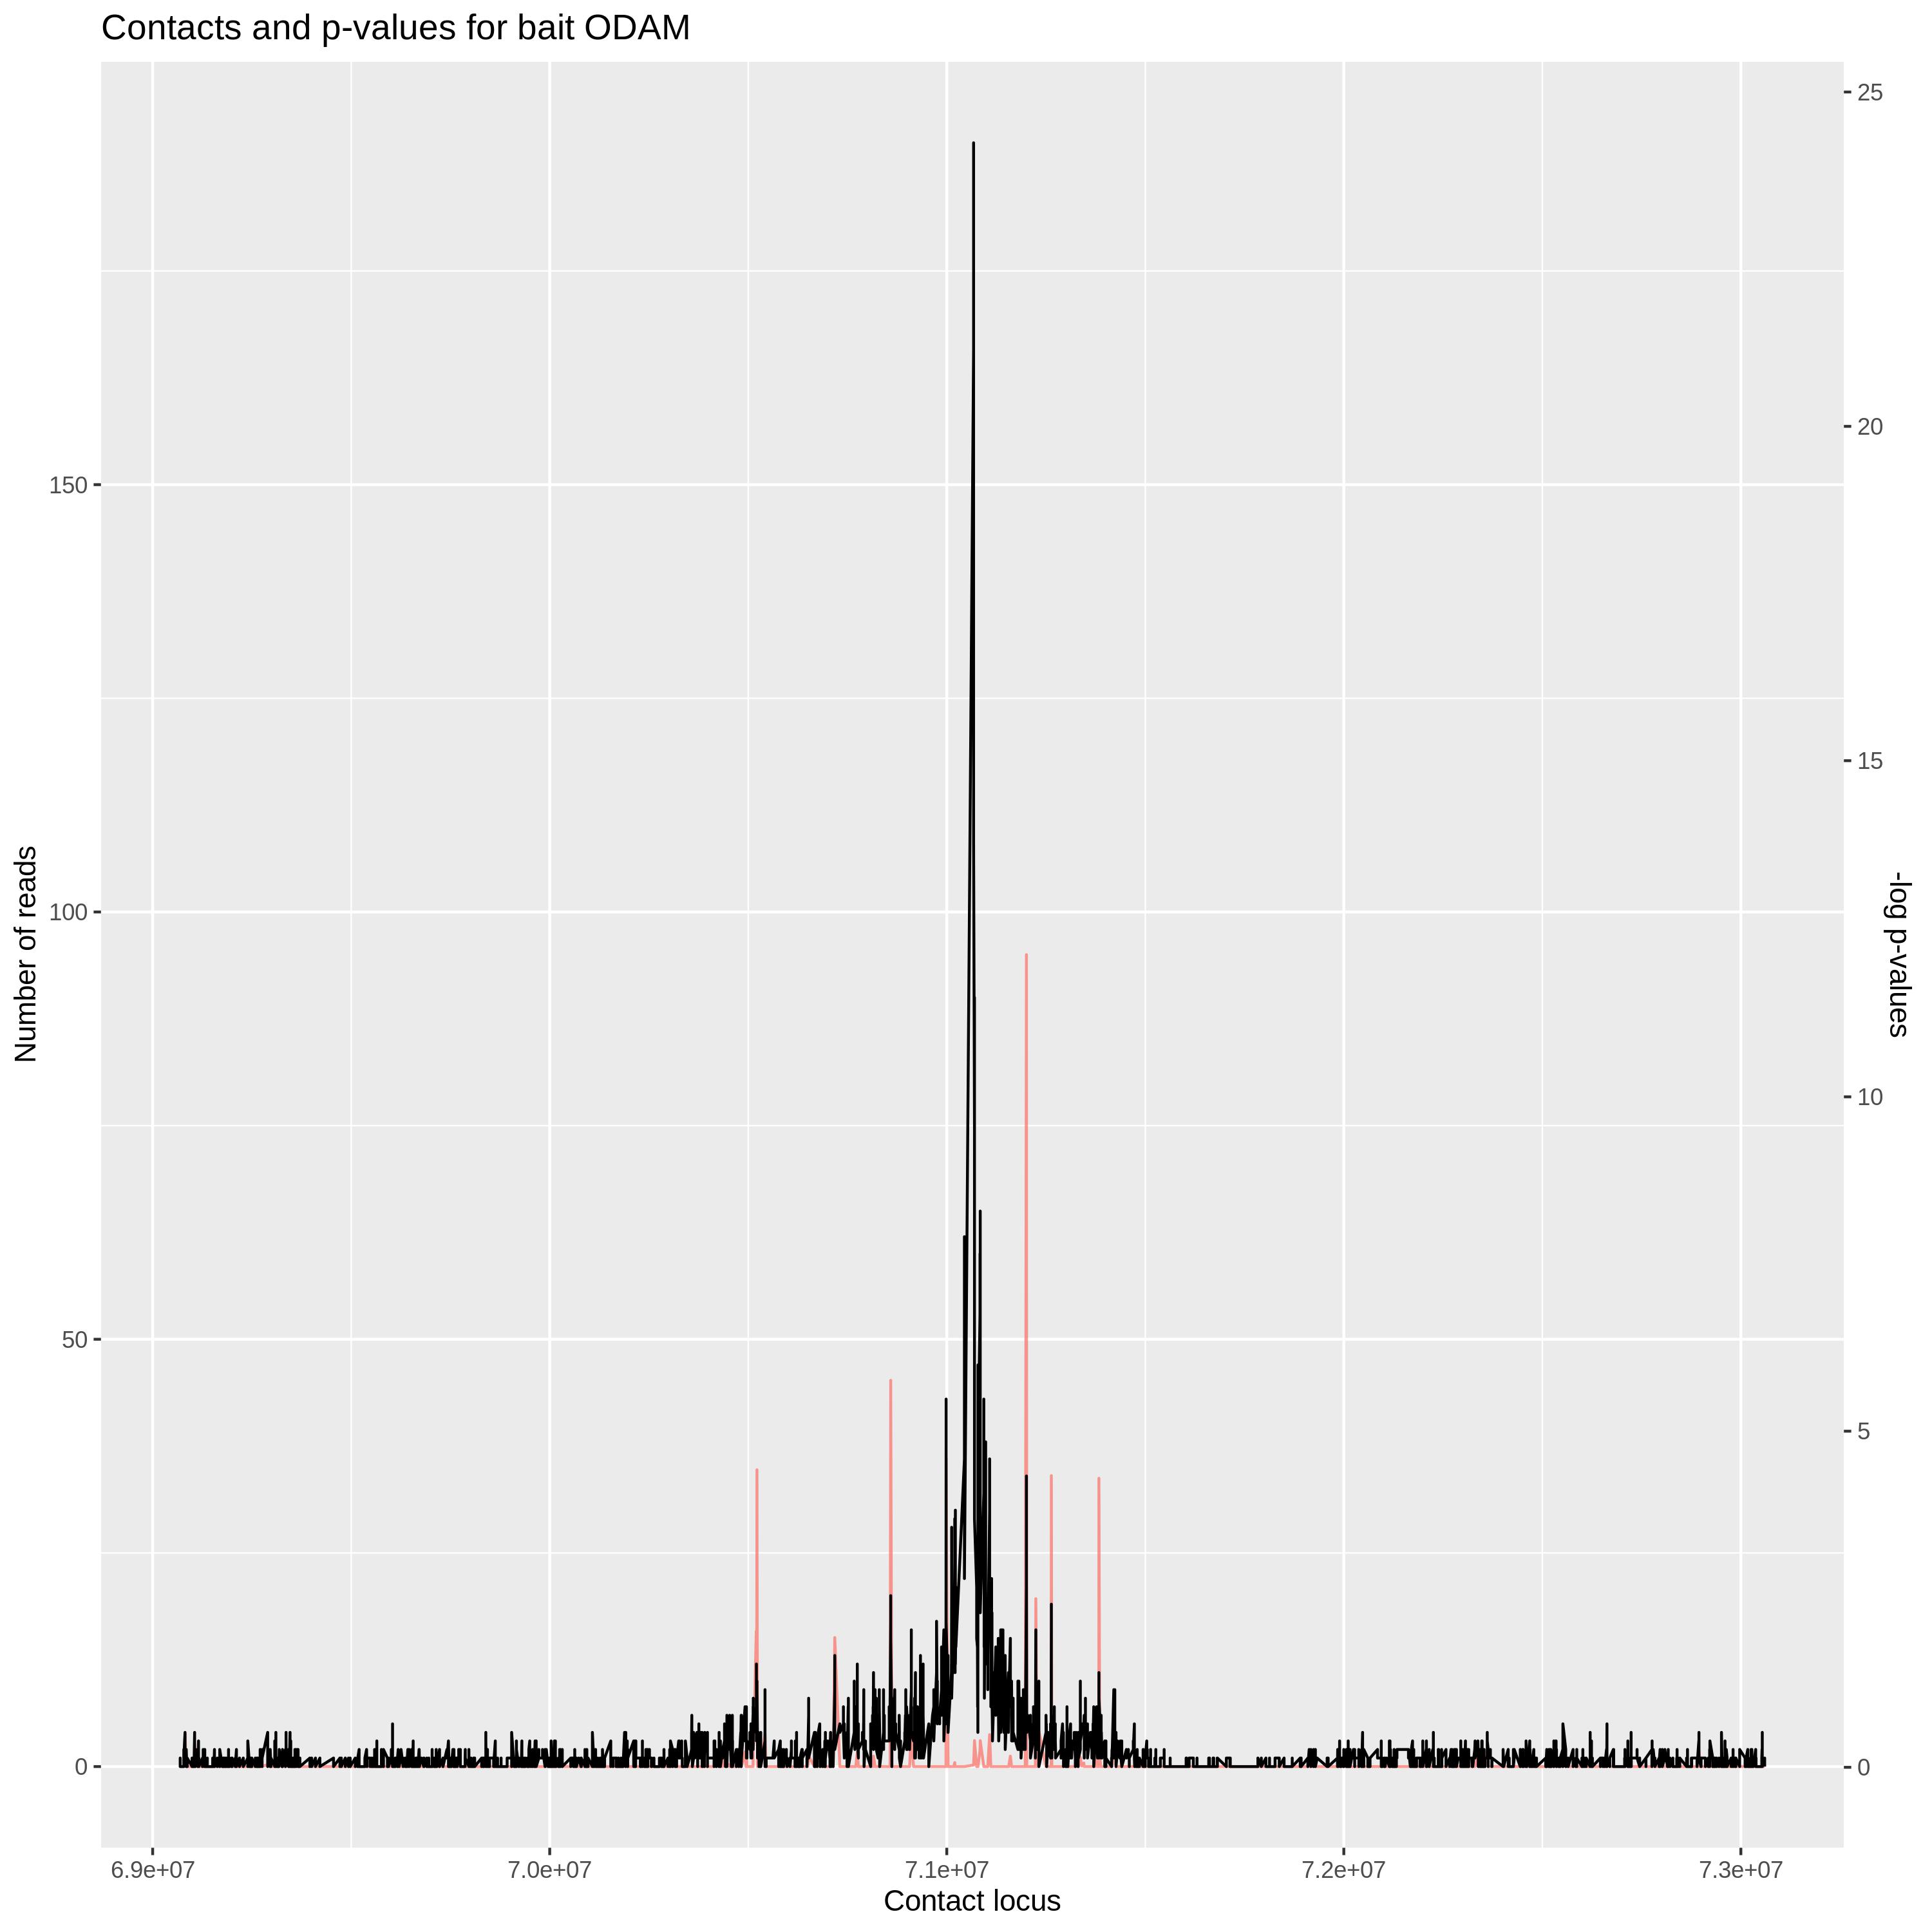 Contacts and p-values for bait ODAM
25
20
150
15
100
10
50
5
0
0
Number of reads
-log p-values
6.9e+07 7.0e+07 7.1e+07 7.2e+07 7.3e+07
Contact locus